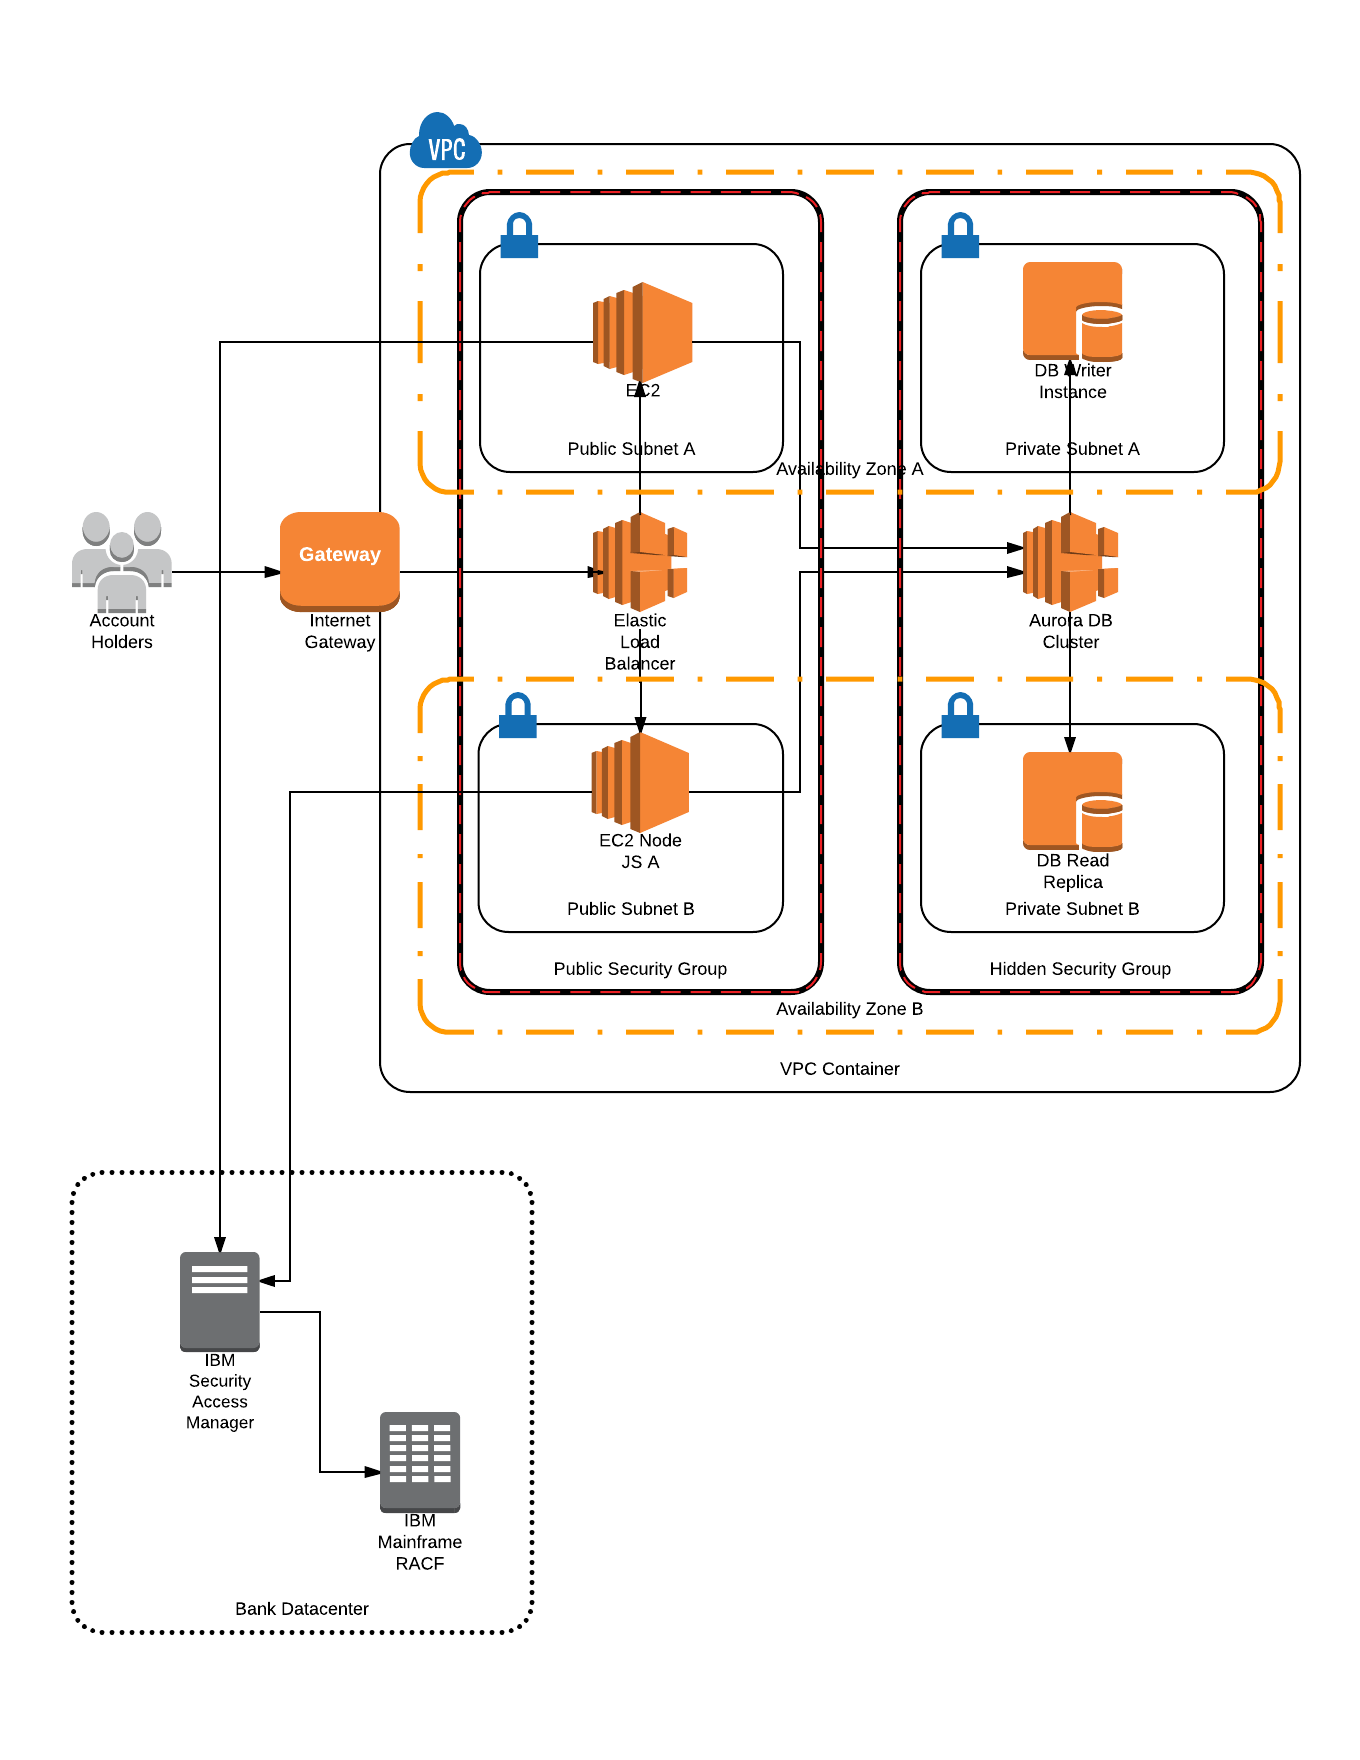 VPC
EC2
Public Subnet A
DB Writer
Instance
Private Subnet A
Availability Zone A
Account
Holders
Gateway
Internet
Gateway
Elastic
Load
Balancer
Aurora DB
Cluster
EC2 Node
JS A
Public Subnet B
DB Read
Replica
Private Subnet B
Public Security Group
Hidden Security Group
Availability Zone B
VPC Container
IBM
Security
Access
Manager
IBM
Mainframe
RACF
Bank Datacenter